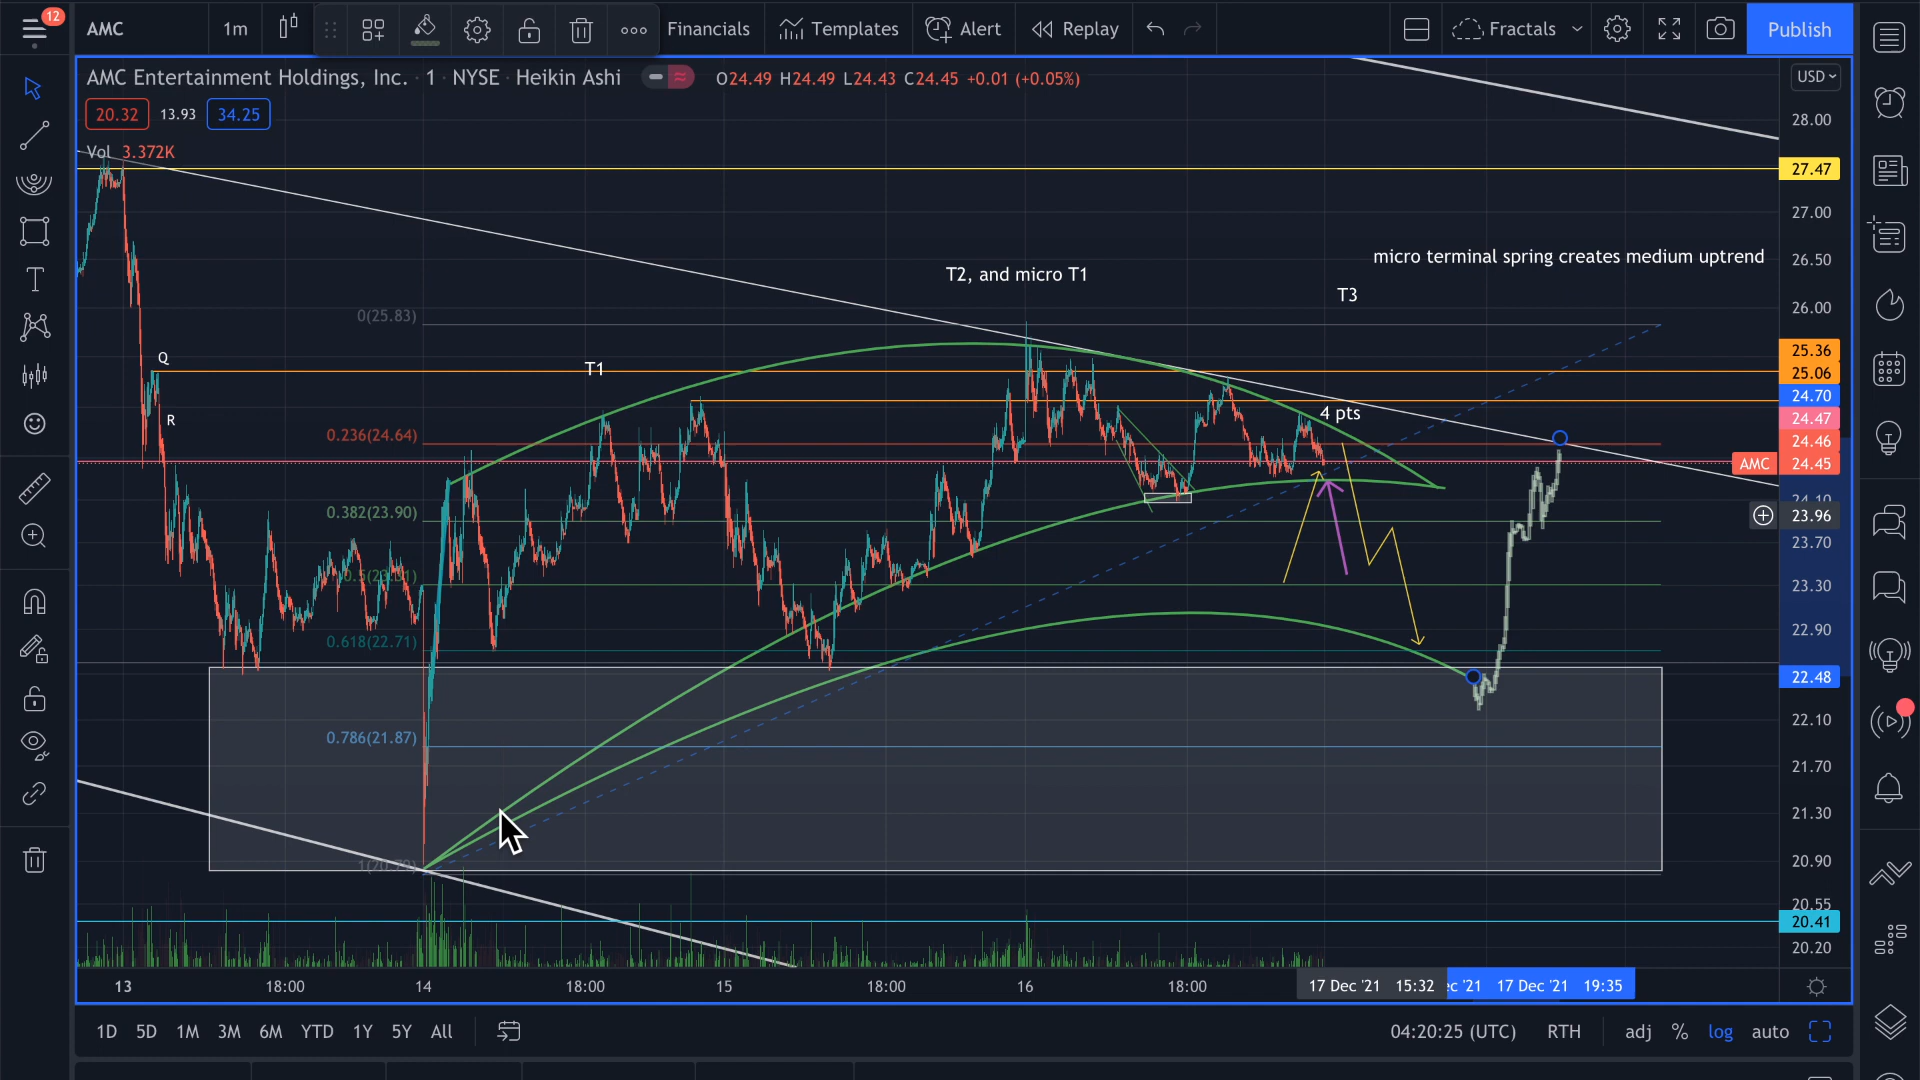 12
AMC
1m
Financials
Templates
Alert
Replay
Fractals
Publish
AMC Entertainment Holdings, Inc. · 1 · NYSE · Heikin Ashi
O24.49 H24.49 L24.43 C24.45 +0.01 (+0.05%)
USD
20.32 13.93 34.25
28.00
Vol 3.372K
27.47
27.00
micro terminal spring creates medium uptrend
26.50
T2, and micro T1
T3
26.00
0(25.83)
25.36
Q
T1
25.06
24.70
4 pts
R
24.47
0.236(24.64)
24.46
AMC 24.45
24.10
0.382(23.90)
23.96
23.70
23.30
0.618(22.71)
22.90
22.48
22.10
0.786(21.87)
21.70
21.30
20.90
20.55
20.41
20.20
13 18:00 14 18:00 15 18:00 16 18:00 17 Dec '21 15:32 17 Dec '21 19:35
1D 5D 1M 3M 6M YTD 1Y 5Y All
04:20:25 (UTC) RTH adj % log auto